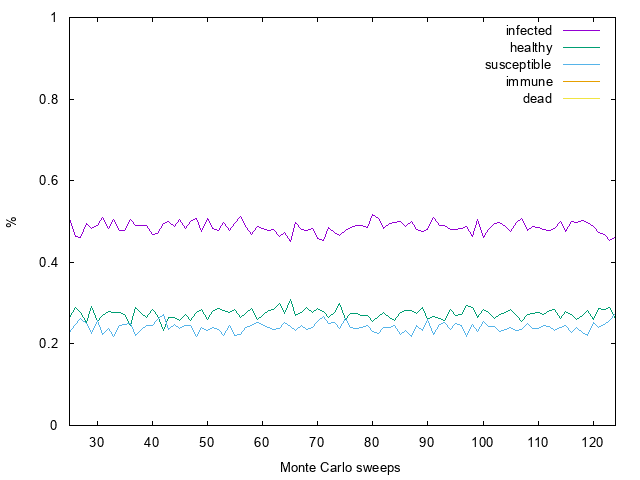 1
infected
healthy
susceptible
immune
dead
0.8
0.6
%
0.4
0.2
0
30 40 50 60 70 80 90 100 110 120
Monte Carlo sweeps